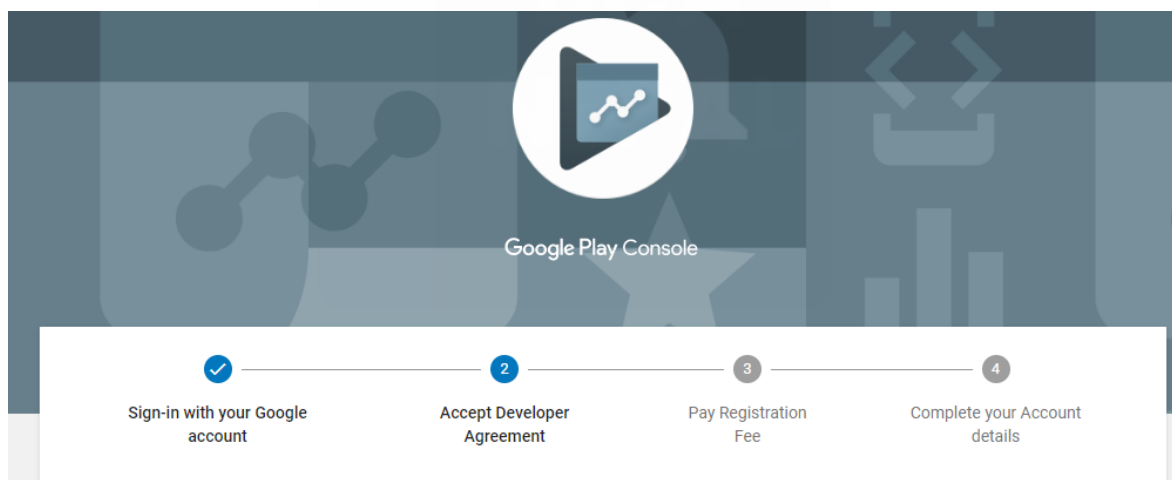 Google Play Console
2
3
4
Sign-in with your Google
account
Accept Developer
Agreement
Pay Registration
Fee
Complete your Account
details